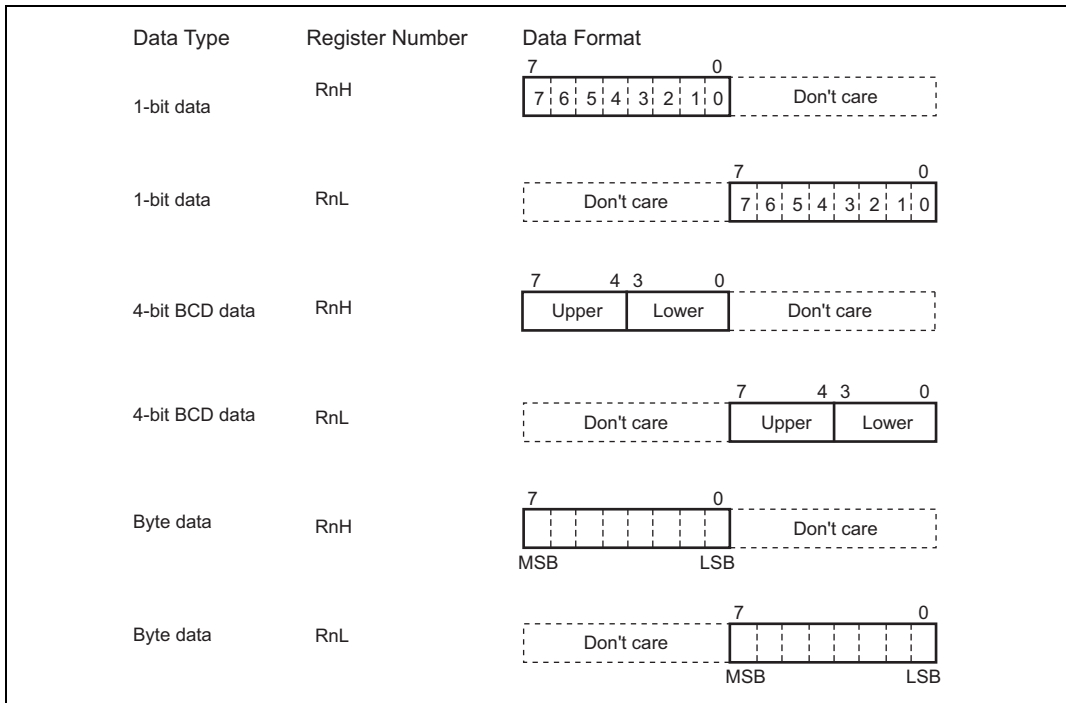 Data Type Register Number Data Format
7 0
1-bit data RnH 7 6 5 4 3 2 1 0 Don't care
7 0
1-bit data RnL Don't care 7 6 5 4 3 2 1 0
7 4 3 0
4-bit BCD data RnH Upper Lower Don't care
7 4 3 0
4-bit BCD data RnL Don't care Upper Lower
7 0
Byte data RnH Don't care
MSB LSB
7 0
Byte data RnL Don't care
MSB LSB